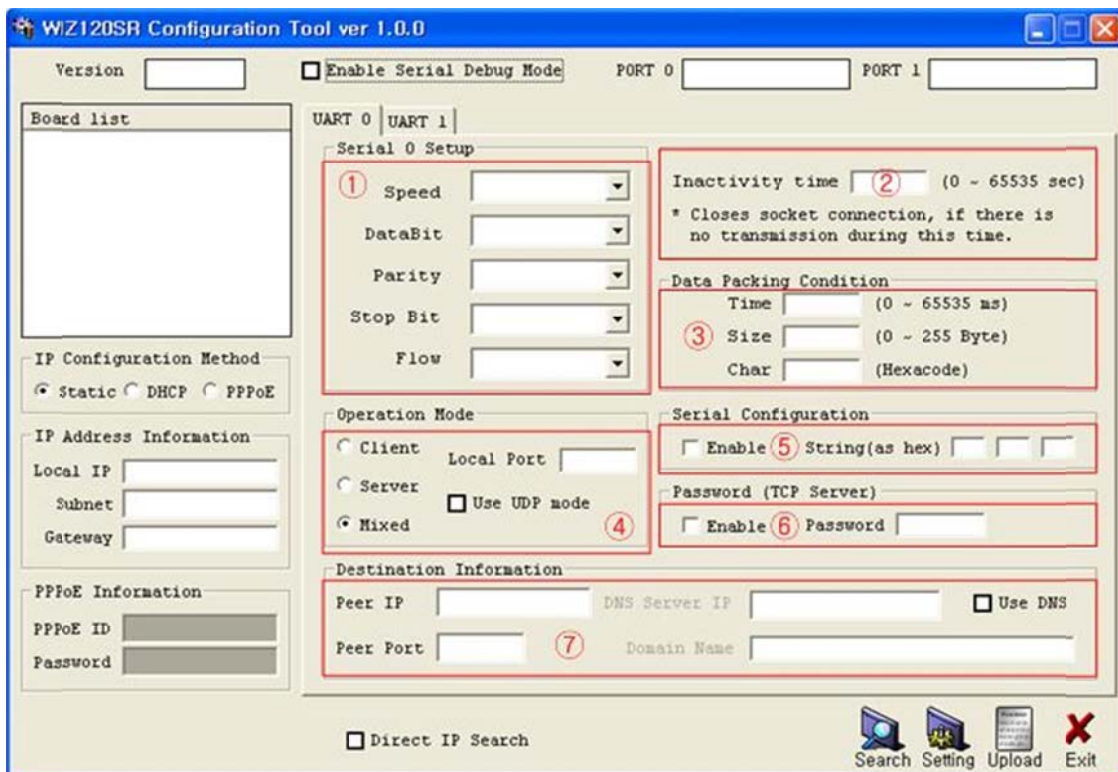 WIZ120SR Configuration Tool ver 1.0.0
Version
Enable Serial Debug Mode
PORT 0
PORT 1
Board list
UART 0
UART 1
Serial 0 Setup
①
Speed
DataBit
Parity
Stop Bit
Flow
Inactivity time ② (0 ~ 65535 sec)
* Closes socket connection, if there is
no transmission during this time.
Data Packing Condition
Time (0 ~ 65535 ms)
③ Size (0 ~ 255 Byte)
Char (Hexacode)
IP Configuration Method
Static DHCP PPPoE
Operation Mode
Client
Local Port
Server
Use UDP mode
Mixed
④
Serial Configuration
Enable ⑤ String(as hex)
Password (TCP Server)
Enable ⑥ Password
IP Address Information
Local IP
Subnet
Gateway
PPPoE Information
PPPoE ID
Password
Destination Information
Peer IP
DNS Server IP
Use DNS
Peer Port
⑦
Domain Name
Direct IP Search
Search Setting Upload Exit